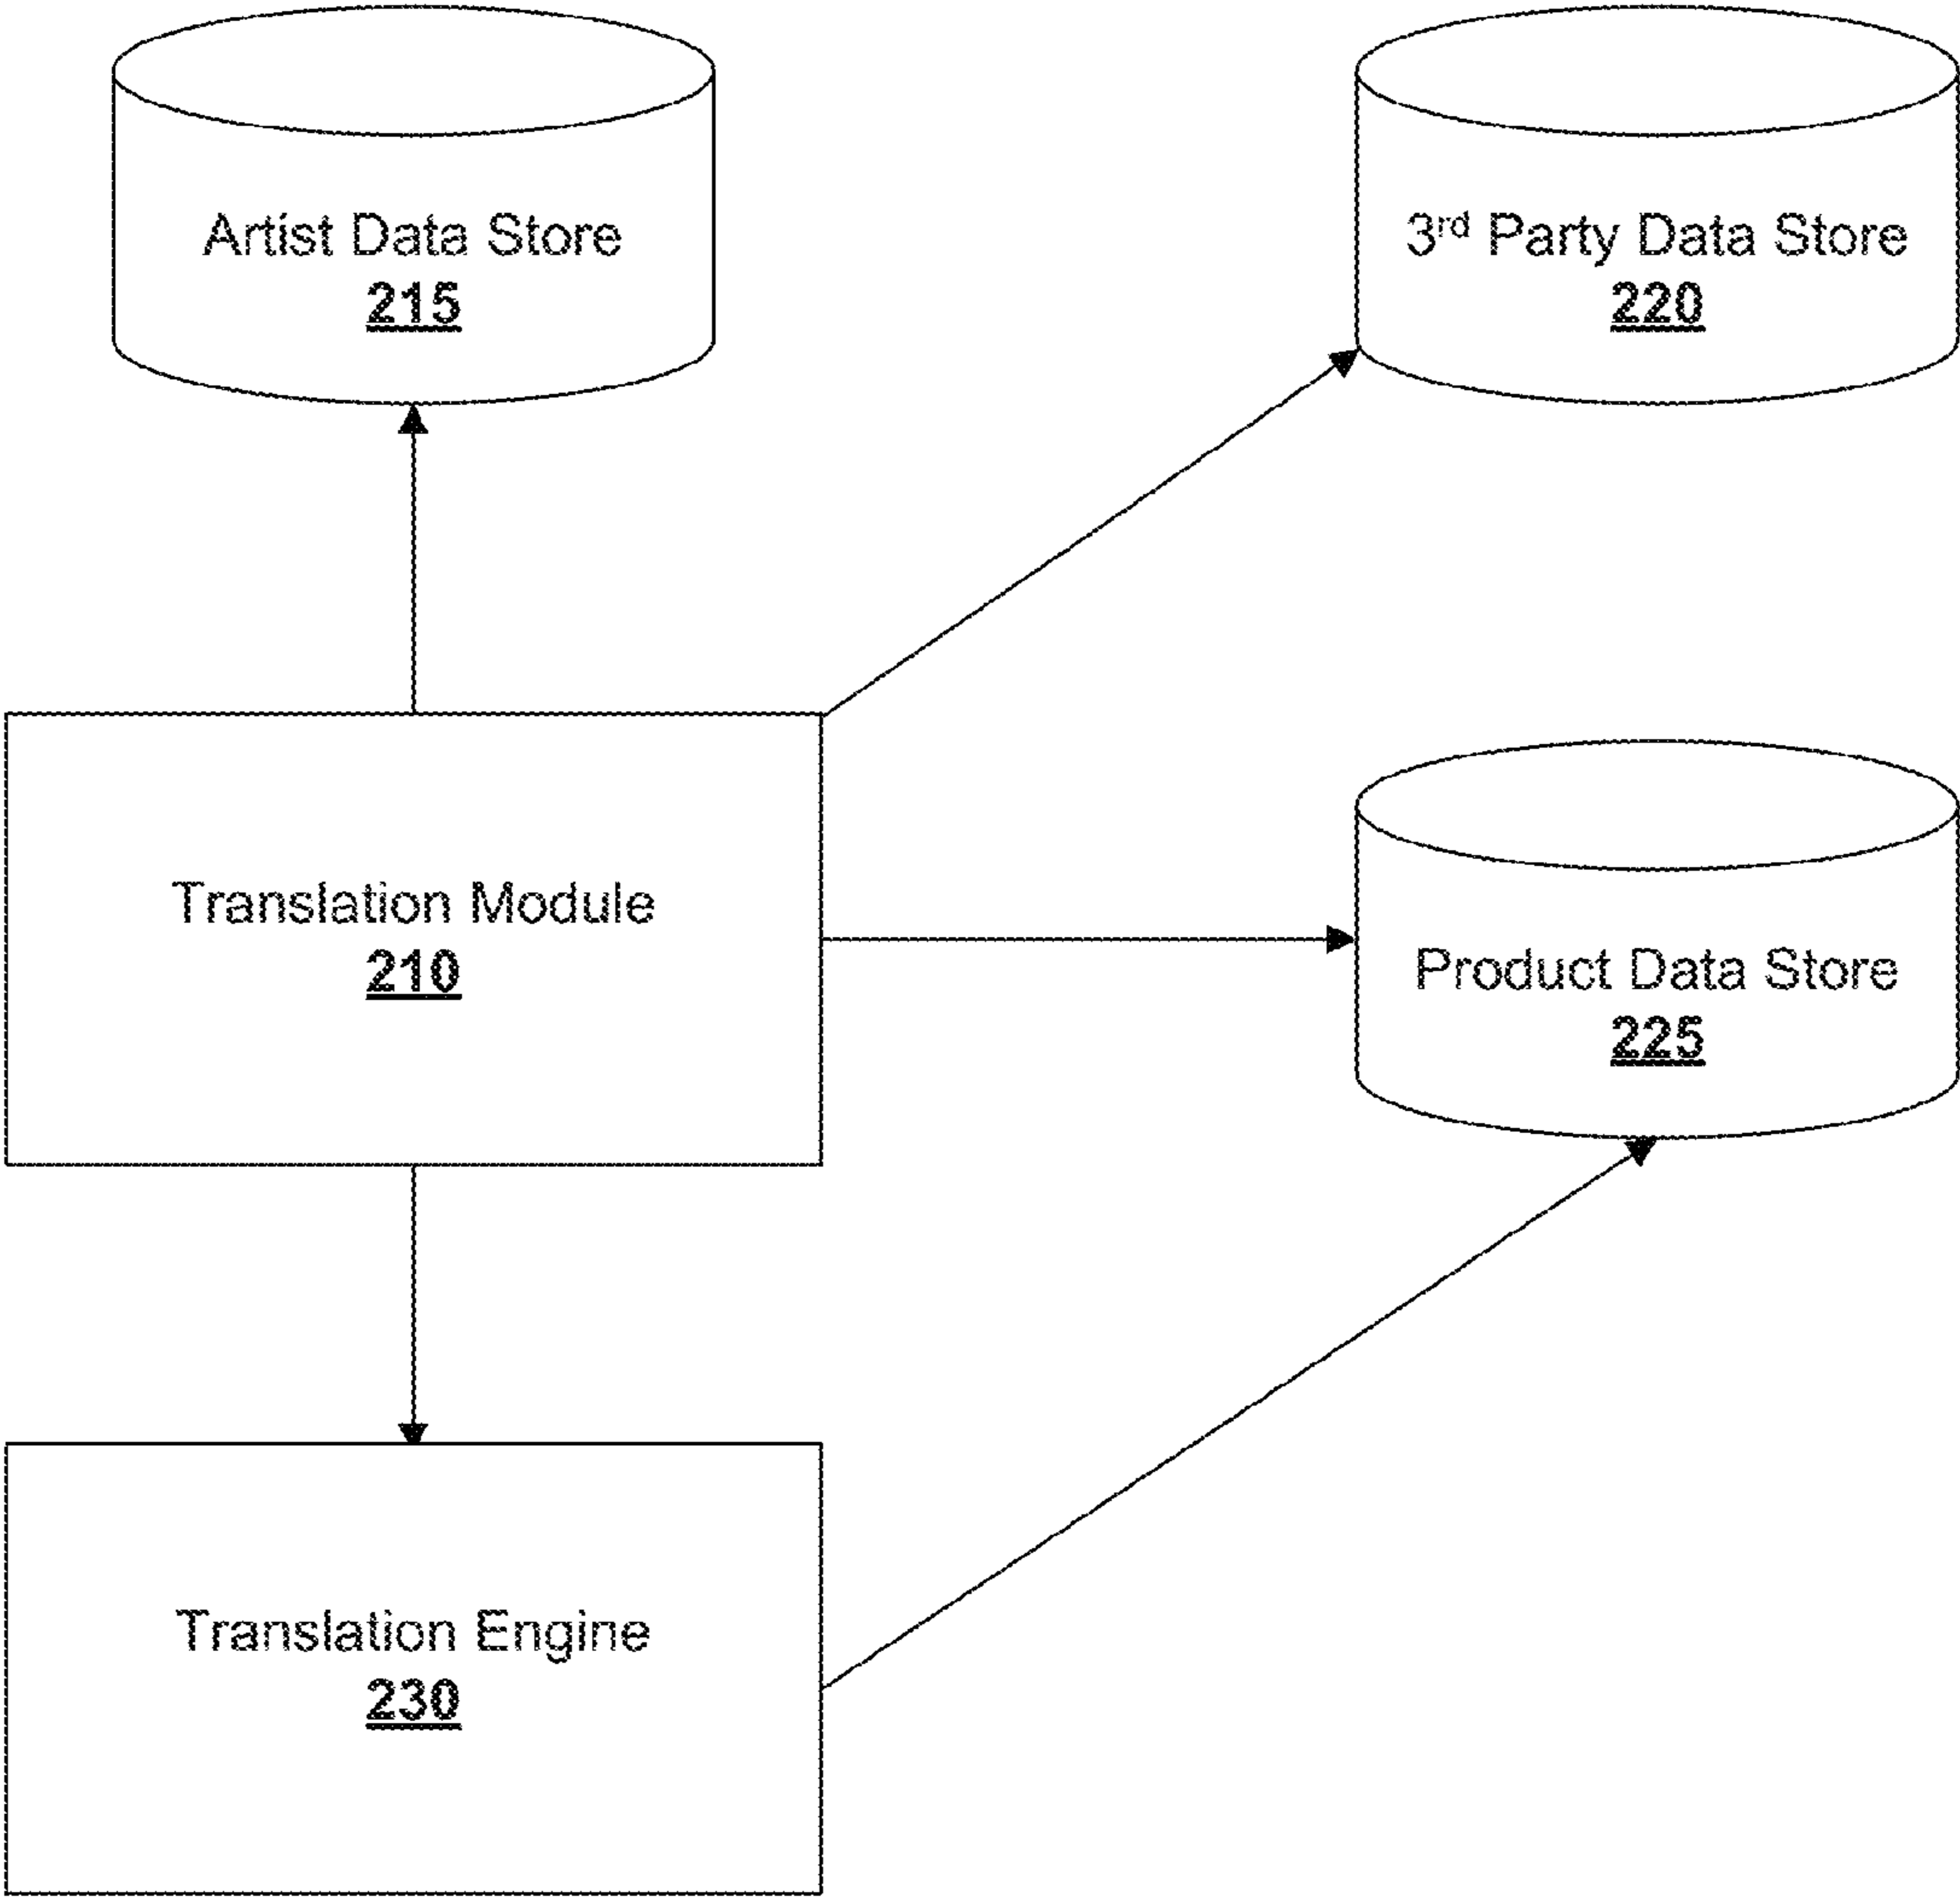 Artist Data Store
215
3rd Party Data Store
220
Translation Module
210
Product Data Store
225
Translation Engine
230